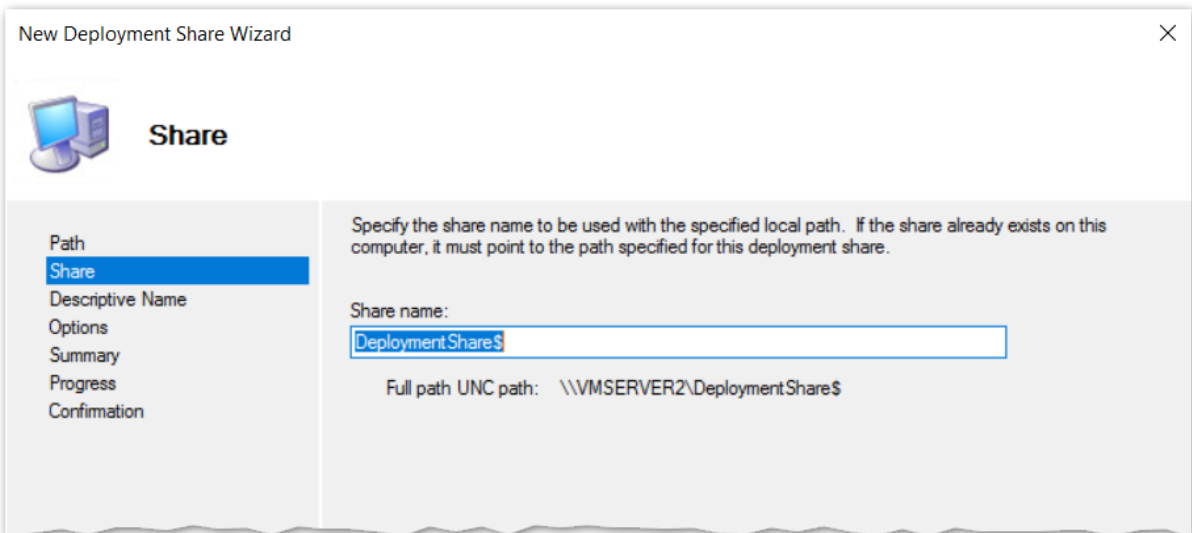 New Deployment Share Wizard
Share
Path
Share
Descriptive Name
Options
Summary
Progress
Confirmation
Specify the share name to be used with the specified local path. If the share already exists on this
computer, it must point to the path specified for this deployment share.
Share name:
DeploymentShare$
Full path UNC path: \\VMSERVER2\DeploymentShare$